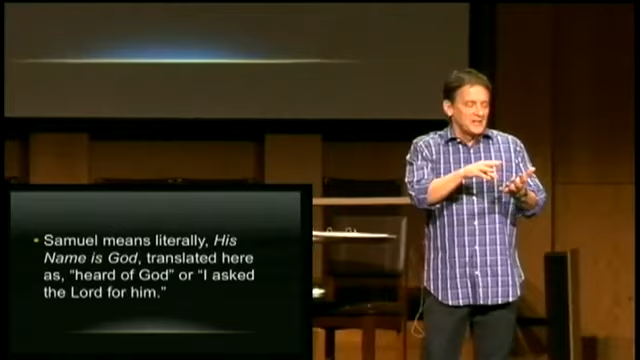 • Samuel means literally, His
Name is God, translated here
as, "heard of God" or "I asked
the Lord for him."